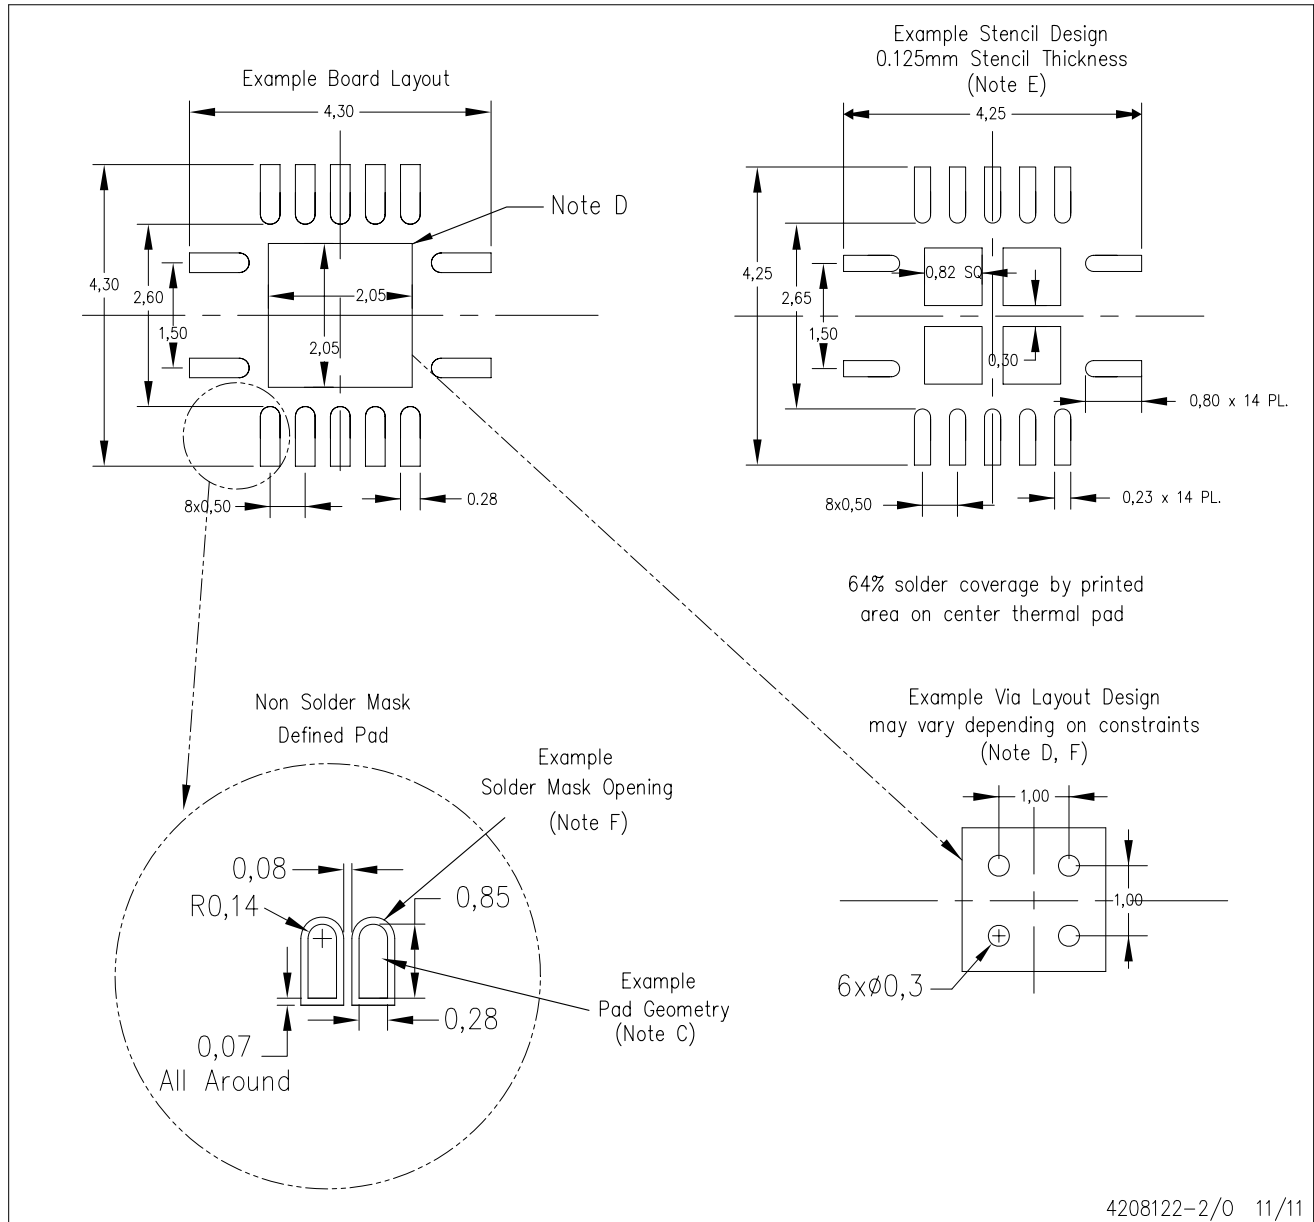 Example Board Layout
4,30
4,30
2,60
1,50
2,05
2,05
Note D
8x0,50
0.28
Example Stencil Design
0.125mm Stencil Thickness
(Note E)
4,25
4,25
2,65
1,50
0,82 SQ
0,30
0,80 x 14 PL.
8x0,50
0,23 x 14 PL.
64% solder coverage by printed
area on center thermal pad
Non Solder Mask
Defined Pad
Example
Solder Mask Opening
(Note F)
0,08
R0,14
0,85
0,28
0,07
All Around
Example
Pad Geometry
(Note C)
Example Via Layout Design
may vary depending on constraints
(Note D, F)
1,00
1,00
6xø0,3
4208122-2/O 11/11